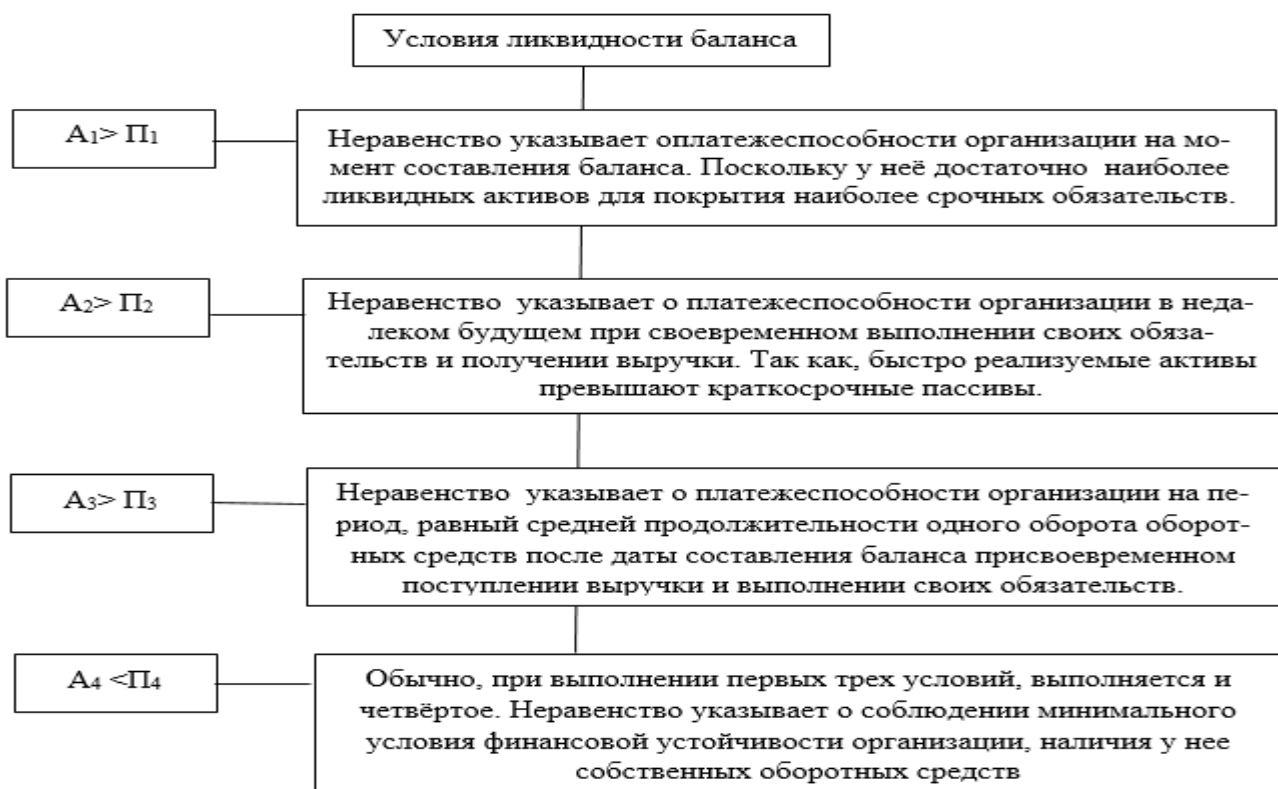 Условия ликвидности баланса
А₁> П₁
Неравенство указывает оплатежеспособности организации на мо-
мент составления баланса. Поскольку у неё достаточно наиболее
ликвидных активов для покрытия наиболее срочных обязательств.
А₂> П₂
Неравенство указывает о платежеспособности организации в неда-
леком будущем при своевременном выполнении своих обяза-
тельств и получении выручки. Так как, быстро реализуемые активы
превышают краткосрочные пассивы.
А₃> П₃
Неравенство указывает о платежеспособности организации на пе-
риод, равный средней продолжительности одного оборота оборот-
ных средств после даты составления баланса присвоевременном
поступлении выручки и выполнении своих обязательств.
А₄ <П₄
Обычно, при выполнении первых трех условий, выполняется и
четвёртое. Неравенство указывает о соблюдении минимального
условия финансовой устойчивости организации, наличия у нее
собственных оборотных средств